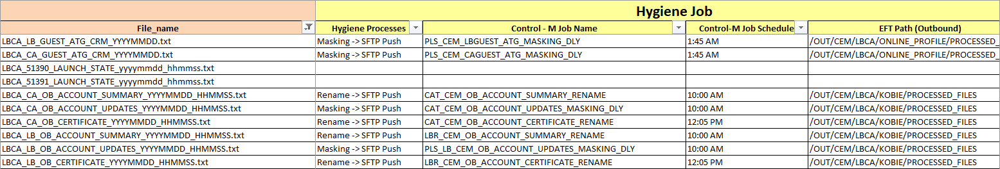 Hygiene Job
File_name Hygiene Processes Control - M Job Name Control-M Job Schedule EFT Path (Outbound)
LBCA_LB_GUEST_ATG_CRM_YYYYMMDD.txt Masking -> SFTP Push PLS_CEM_LBGUEST_ATG_MASKING_DLY 1:45 AM /OUT/CEM/LBCA/ONLINE_PROFILE/PROCESSED_
LBCA_CA_GUEST_ATG_CRM_YYYYMMDD.txt Masking -> SFTP Push PLS_CEM_CAGUEST_ATG_MASKING_DLY 1:45 AM /OUT/CEM/LBCA/ONLINE_PROFILE/PROCESSED_
LBCA_51390_LAUNCH_STATE_yyyymmdd_hhmmss.txt
LBCA_51391_LAUNCH_STATE_yyyymmdd_hhmmss.txt
LBCA_CA_OB_ACCOUNT_SUMMARY_YYYYMMDD_HHMMSS.txt Rename -> SFTP Push CAT_CEM_OB_ACCOUNT_SUMMARY_RENAME 10:00 AM /OUT/CEM/LBCA/KOBIE/PROCESSED_FILES
LBCA_CA_OB_ACCOUNT_UPDATES_YYYYMMDD_HHMMSS.txt Masking -> SFTP Push CAT_CEM_OB_ACCOUNT_UPDATES_MASKING_DLY 10:00 AM /OUT/CEM/LBCA/KOBIE/PROCESSED_FILES
LBCA_CA_OB_CERTIFICATE_YYYYMMDD_HHMMSS.txt Rename -> SFTP Push CAT_CEM_OB_ACCOUNT_CERTIFICATE_RENAME 12:05 PM /OUT/CEM/LBCA/KOBIE/PROCESSED_FILES
LBCA_LB_OB_ACCOUNT_SUMMARY_YYYYMMDD_HHMMSS.txt Rename -> SFTP Push LBR_CEM_OB_ACCOUNT_SUMMARY_RENAME 10:00 AM /OUT/CEM/LBCA/KOBIE/PROCESSED_FILES
LBCA_LB_OB_ACCOUNT_UPDATES_YYYYMMDD_HHMMSS.txt Masking -> SFTP Push PLS_LB_CEM_OB_ACCOUNT_UPDATES_MASKING_DLY 10:00 AM /OUT/CEM/LBCA/KOBIE/PROCESSED_FILES
LBCA_LB_OB_CERTIFICATE_YYYYMMDD_HHMMSS.txt Rename -> SFTP Push LBR_CEM_OB_ACCOUNT_CERTIFICATE_RENAME 12:05 PM /OUT/CEM/LBCA/KOBIE/PROCESSED_FILES